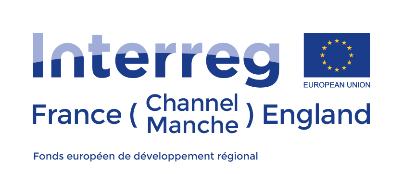 Interreg
EUROPEAN UNION
France ( Channel Manche ) England
Fonds européen de développement régional